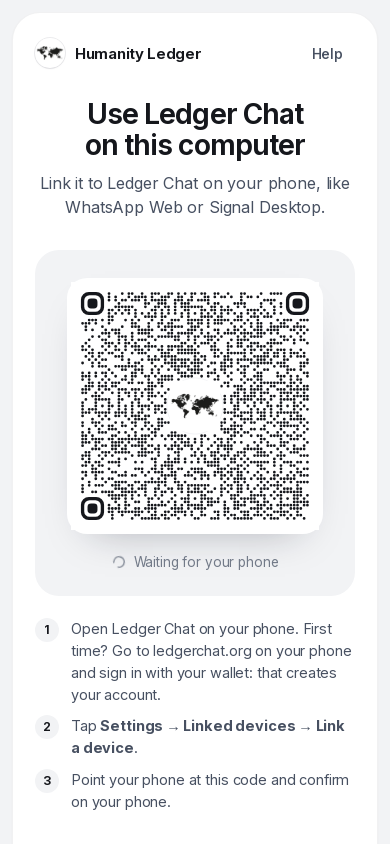 Humanity Ledger
Help
Use Ledger Chat
on this computer
Link it to Ledger Chat on your phone, like
WhatsApp Web or Signal Desktop.
Waiting for your phone
1 Open Ledger Chat on your phone. First
time? Go to ledgerchat.org on your phone
and sign in with your wallet: that creates
your account.
2 Tap Settings → Linked devices → Link
a device.
3 Point your phone at this code and confirm
on your phone.